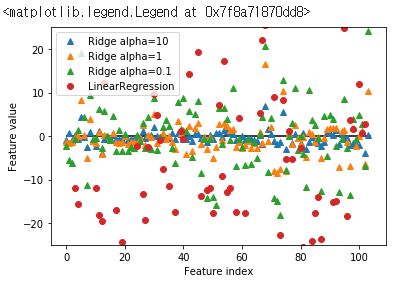 <matplotlib.legend.Legend at 0x7f8a71870dd8>
Ridge alpha=10
Ridge alpha=1
Ridge alpha=0.1
LinearRegression
20
10
0
−10
−20
Feature value
0
20
40
60
80
100
Feature index